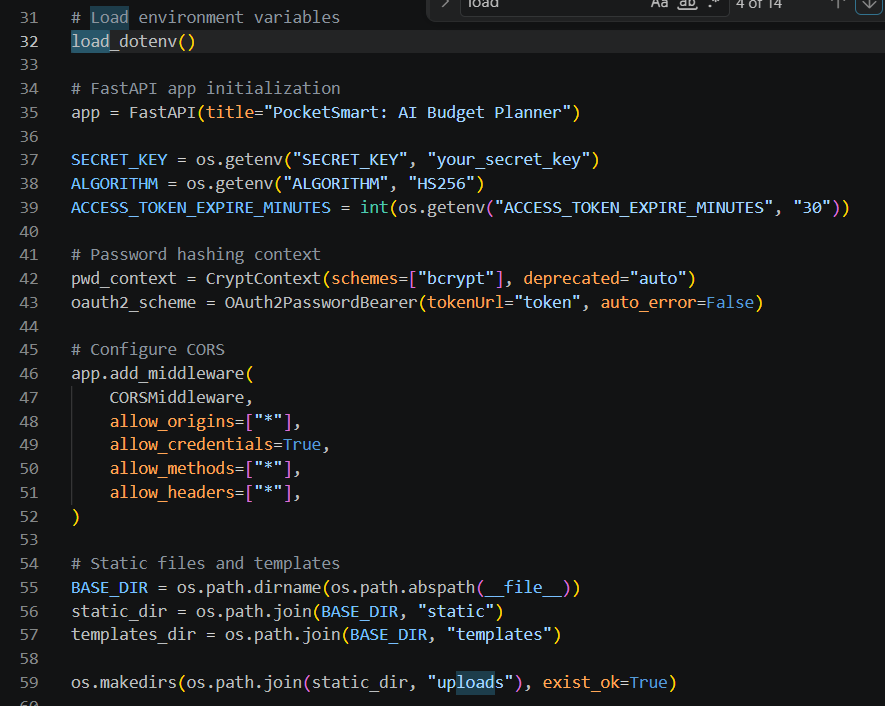 load Aa ab .* 4 of 14
31 # Load environment variables
32 load_dotenv()
33
34 # FastAPI app initialization
35 app = FastAPI(title="PocketSmart: AI Budget Planner")
36
37 SECRET_KEY = os.getenv("SECRET_KEY", "your_secret_key")
38 ALGORITHM = os.getenv("ALGORITHM", "HS256")
39 ACCESS_TOKEN_EXPIRE_MINUTES = int(os.getenv("ACCESS_TOKEN_EXPIRE_MINUTES", "30"))
40
41 # Password hashing context
42 pwd_context = CryptContext(schemes=["bcrypt"], deprecated="auto")
43 oauth2_scheme = OAuth2PasswordBearer(tokenUrl="token", auto_error=False)
44
45 # Configure CORS
46 app.add_middleware(
47     CORSMiddleware,
48     allow_origins=["*"],
49     allow_credentials=True,
50     allow_methods=["*"],
51     allow_headers=["*"],
52 )
53
54 # Static files and templates
55 BASE_DIR = os.path.dirname(os.path.abspath(__file__))
56 static_dir = os.path.join(BASE_DIR, "static")
57 templates_dir = os.path.join(BASE_DIR, "templates")
58
59 os.makedirs(os.path.join(static_dir, "uploads"), exist_ok=True)
60